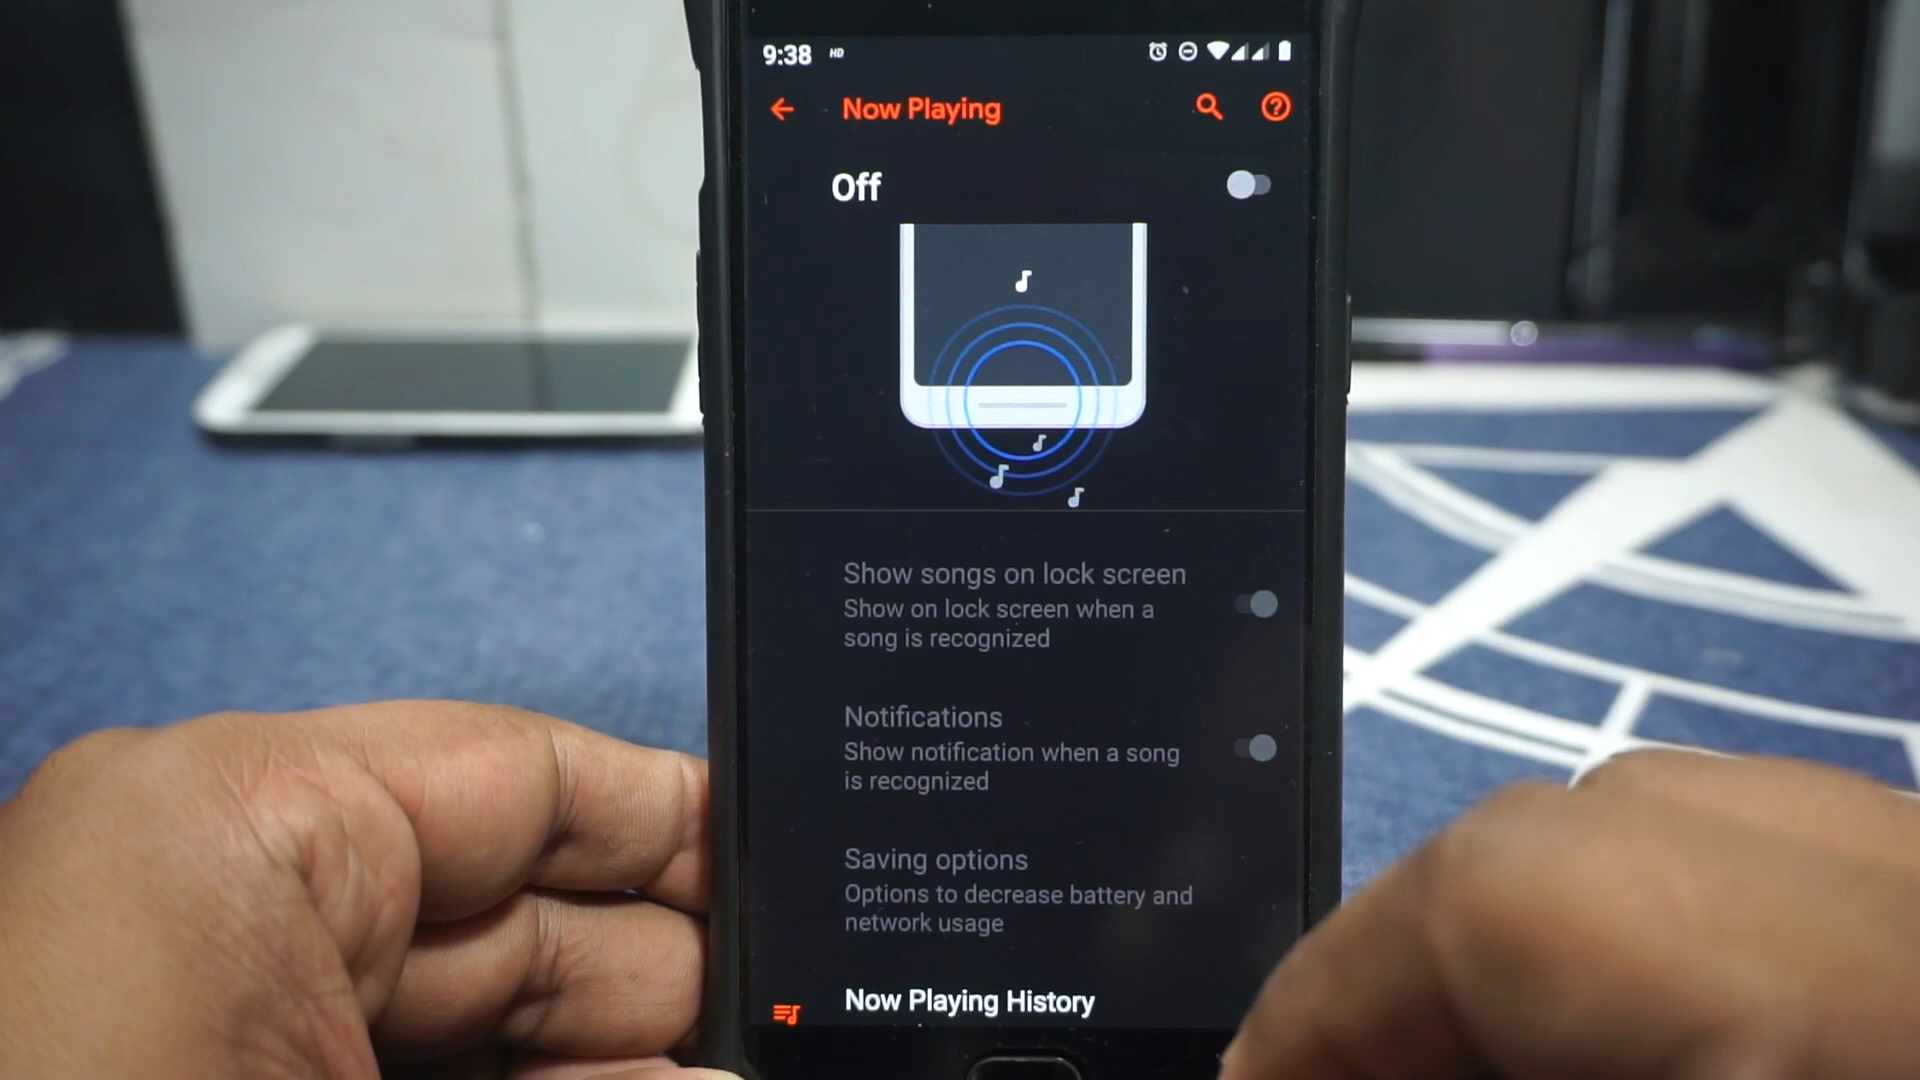 9:38 HD
Now Playing
Off
Show songs on lock screen
Show on lock screen when a
song is recognized
Notifications
Show notification when a song
is recognized
Saving options
Options to decrease battery and
network usage
Now Playing History